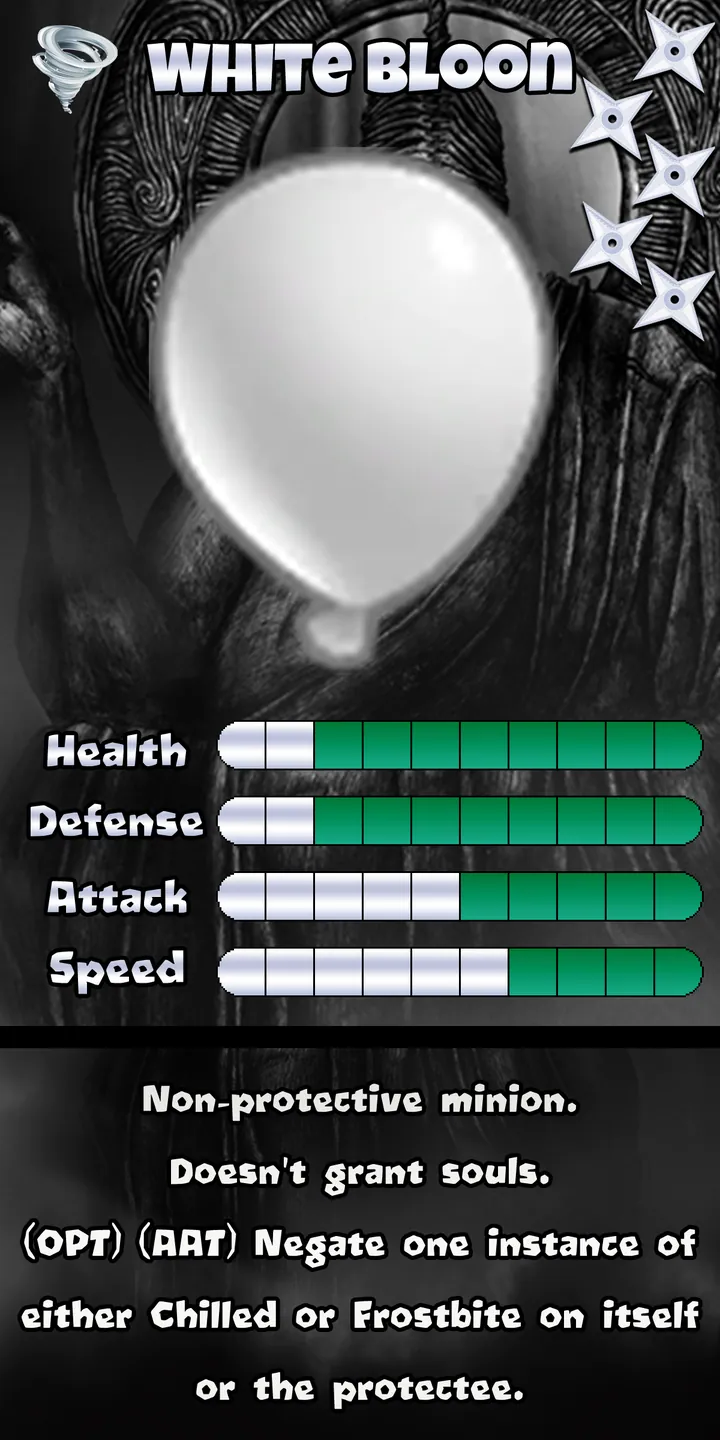 WHITE BLOON
Health
Defense
Attack
Speed
Non-protective minion.
Doesn't grant souls.
(OPT) (AAT) Negate one instance of
either Chilled or Frostbite on itself
or the protectee.